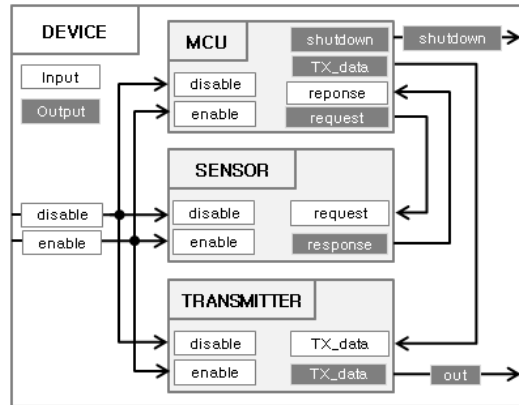 DEVICE
Input
Output
MCU
shutdown
shutdown
TX_data
disable
reponse
enable
request
SENSOR
disable
request
disable
enable
enable
response
TRANSMITTER
disable
TX_data
enable
TX_data
out